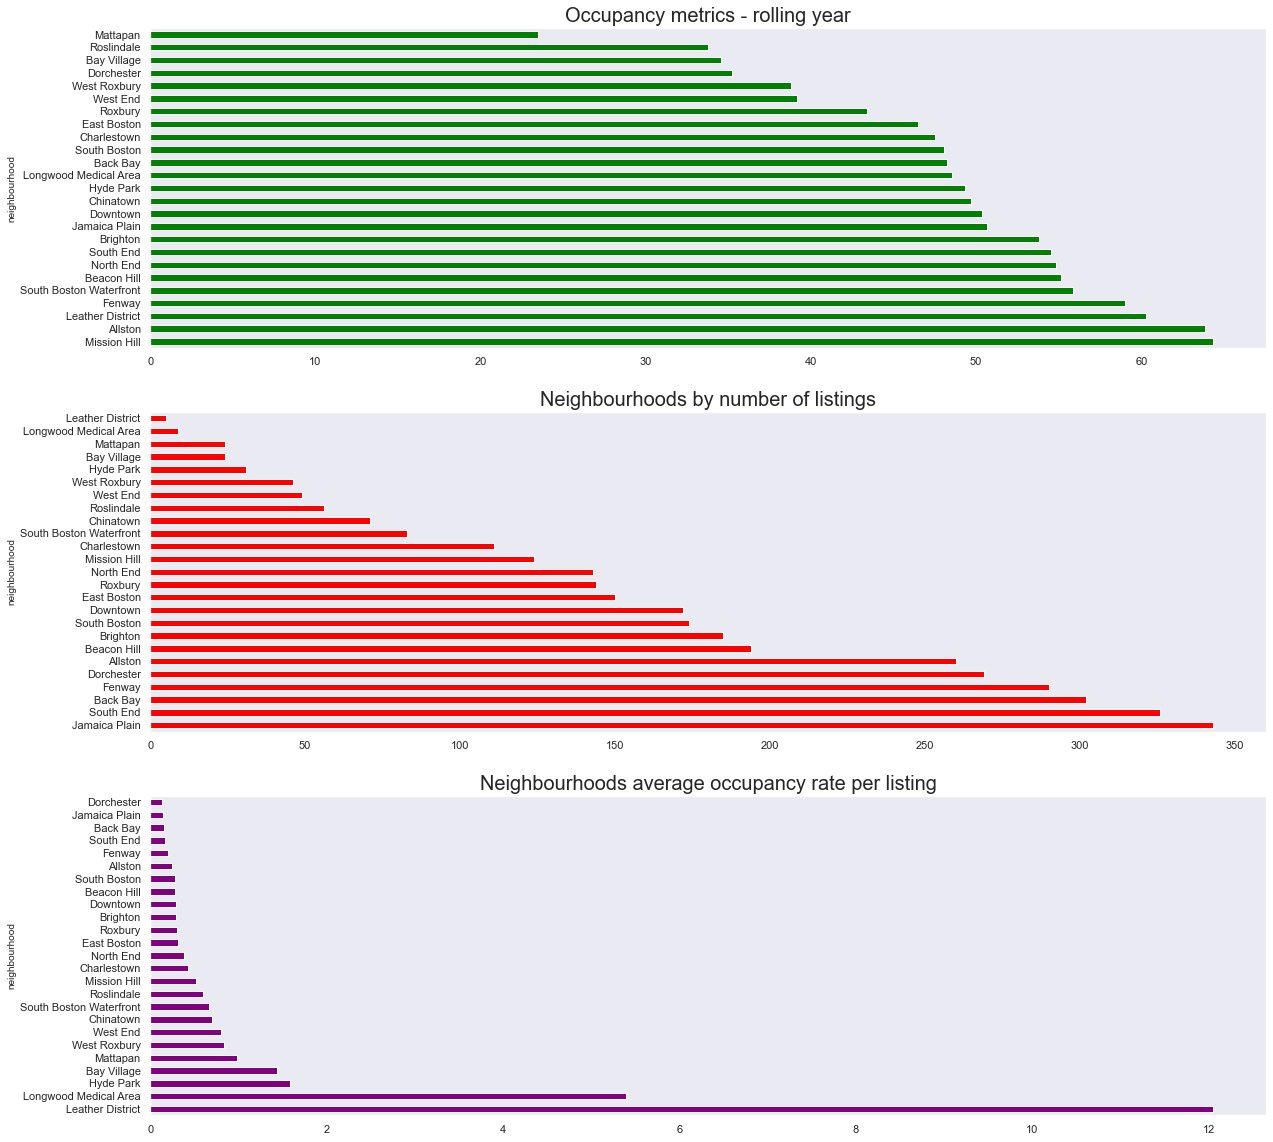 Occupancy metrics - rolling year
neighbourhood
Mattapan
Roslindale
Bay Village
Dorchester
West Roxbury
West End
Roxbury
East Boston
Charlestown
South Boston
Back Bay
Longwood Medical Area
Hyde Park
Chinatown
Downtown
Jamaica Plain
Brighton
South End
North End
Beacon Hill
South Boston Waterfront
Fenway
Leather District
Allston
Mission Hill
0 10 20 30 40 50 60
Neighbourhoods by number of listings
neighbourhood
Leather District
Longwood Medical Area
Mattapan
Bay Village
Hyde Park
West Roxbury
West End
Roslindale
Chinatown
South Boston Waterfront
Charlestown
Mission Hill
North End
Roxbury
East Boston
Downtown
South Boston
Brighton
Beacon Hill
Allston
Dorchester
Fenway
Back Bay
South End
Jamaica Plain
0 50 100 150 200 250 300 350
Neighbourhoods average occupancy rate per listing
neighbourhood
Dorchester
Jamaica Plain
Back Bay
South End
Fenway
Allston
South Boston
Beacon Hill
Downtown
Brighton
Roxbury
East Boston
North End
Charlestown
Mission Hill
Roslindale
South Boston Waterfront
Chinatown
West End
West Roxbury
Mattapan
Bay Village
Hyde Park
Longwood Medical Area
Leather District
0 2 4 6 8 10 12